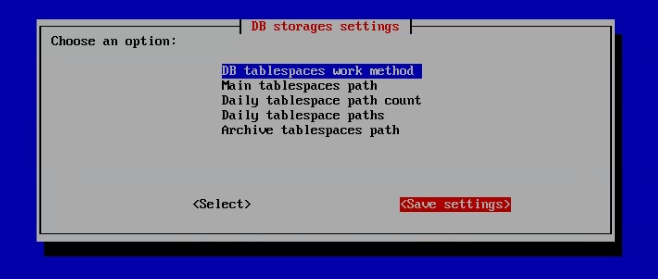 DB storages settings
Choose an option:
DB tablespaces work method
Main tablespaces path
Daily tablespace path count
Daily tablespace paths
Archive tablespaces path
<Select> <Save settings>